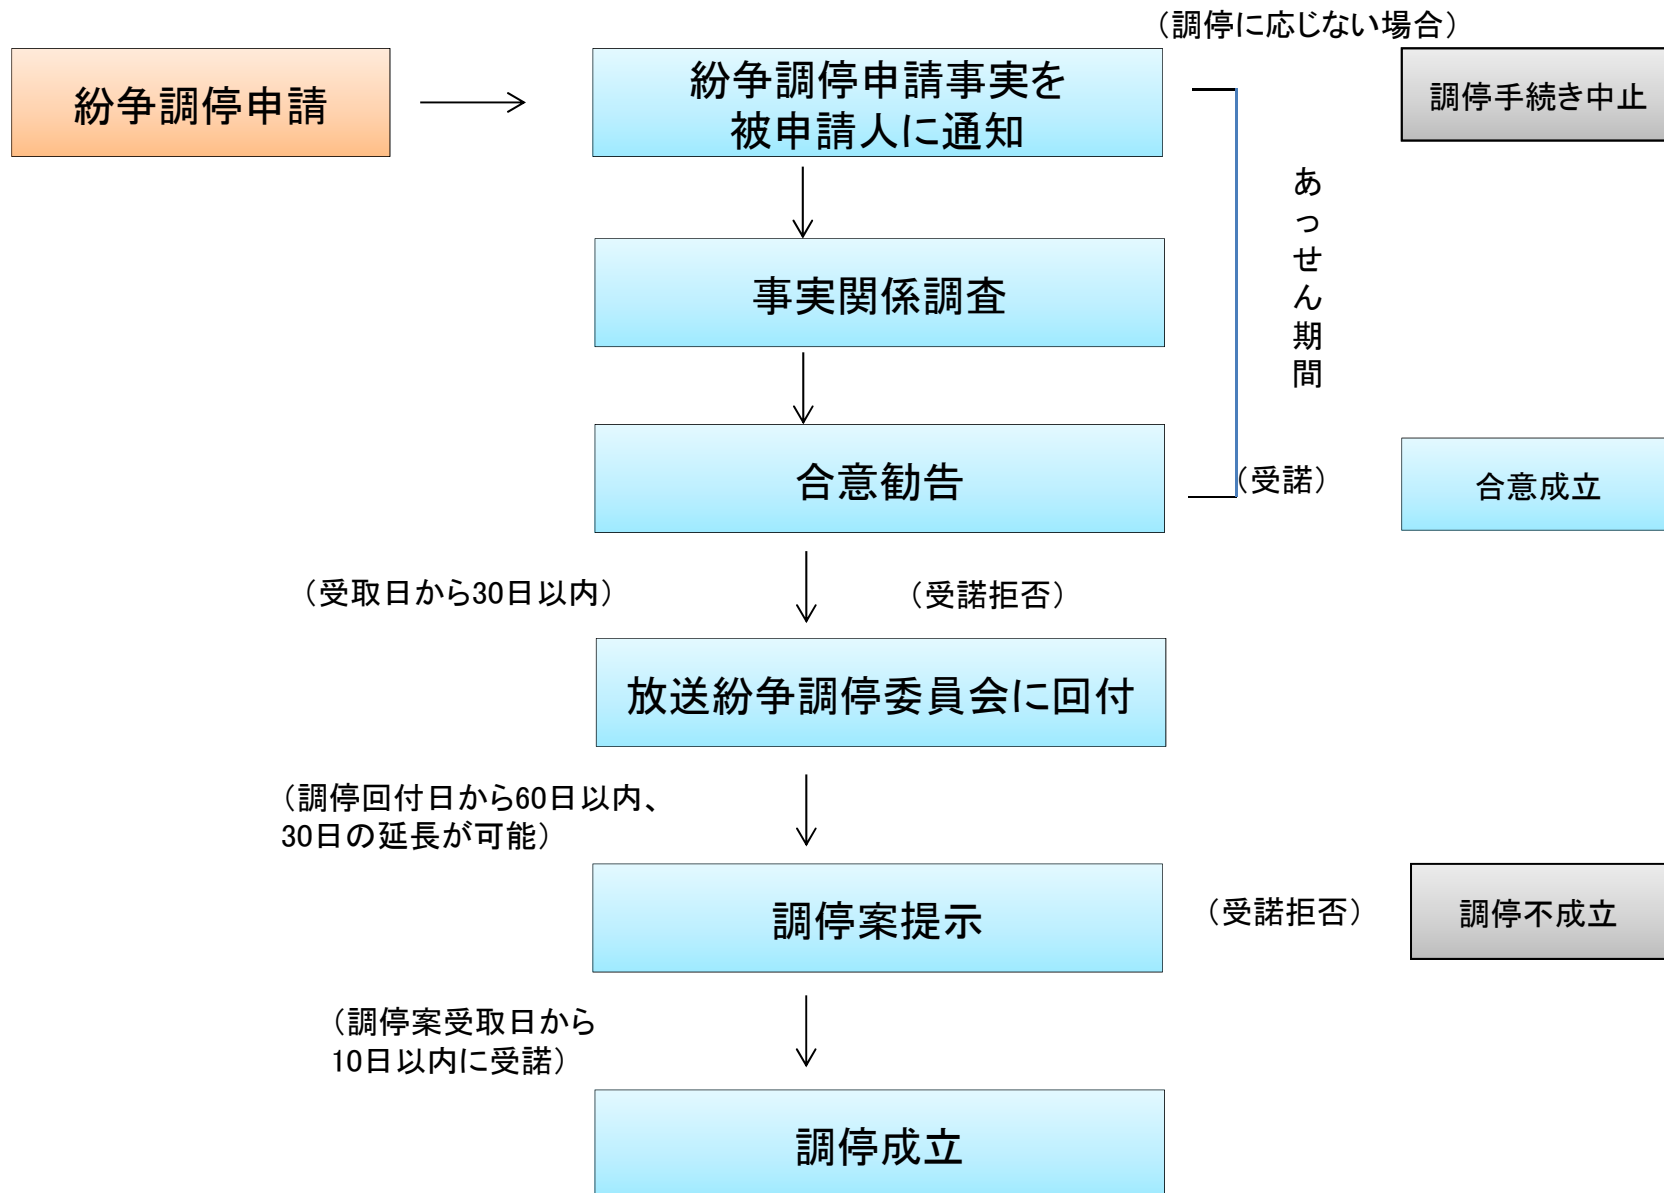 （調停に応じない場合）
紛争調停申請
紛争調停申請事実を
被申請人に通知
調停手続き中止
あっせん期間
事実関係調査
合意勧告
（受諾）
合意成立
（受取日から30日以内）
（受諾拒否）
放送紛争調停委員会に回付
（調停回付日から60日以内、
30日の延長が可能）
調停案提示
（受諾拒否）
調停不成立
（調停案受取日から
10日以内に受諾）
調停成立